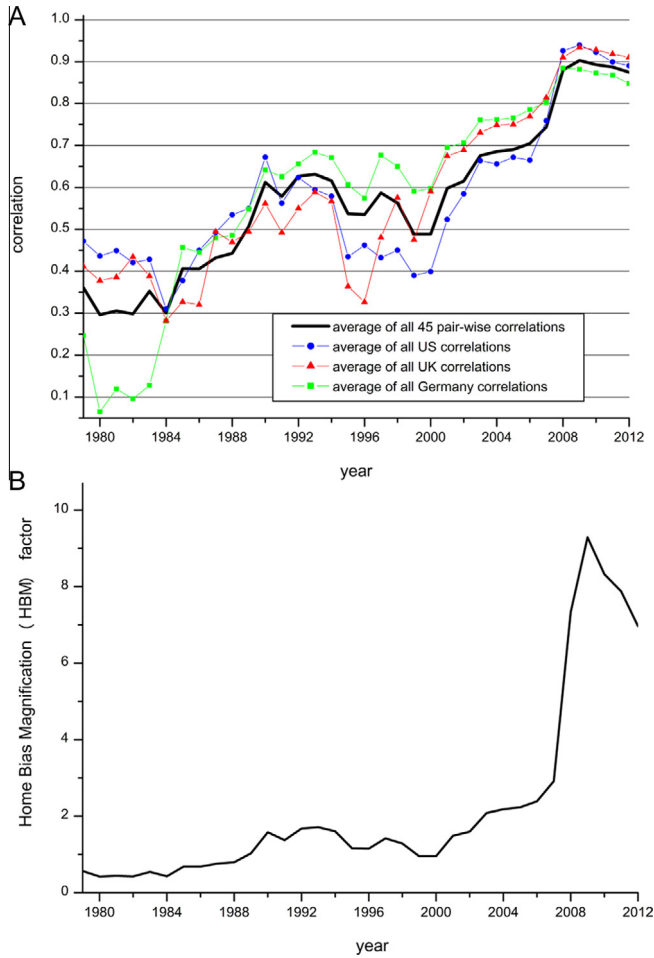 A
1.0
0.9
0.8
0.7
0.6
0.5
0.4
0.3
0.2
0.1
correlation
average of all 45 pair-wise correlations
average of all US correlations
average of all UK correlations
average of all Germany correlations
1980 1984 1988 1992 1996 2000 2004 2008 2012
year
B
10
8
6
4
2
0
Home Bias Magnification (HBM) factor
1980 1984 1988 1992 1996 2000 2004 2008 2012
year